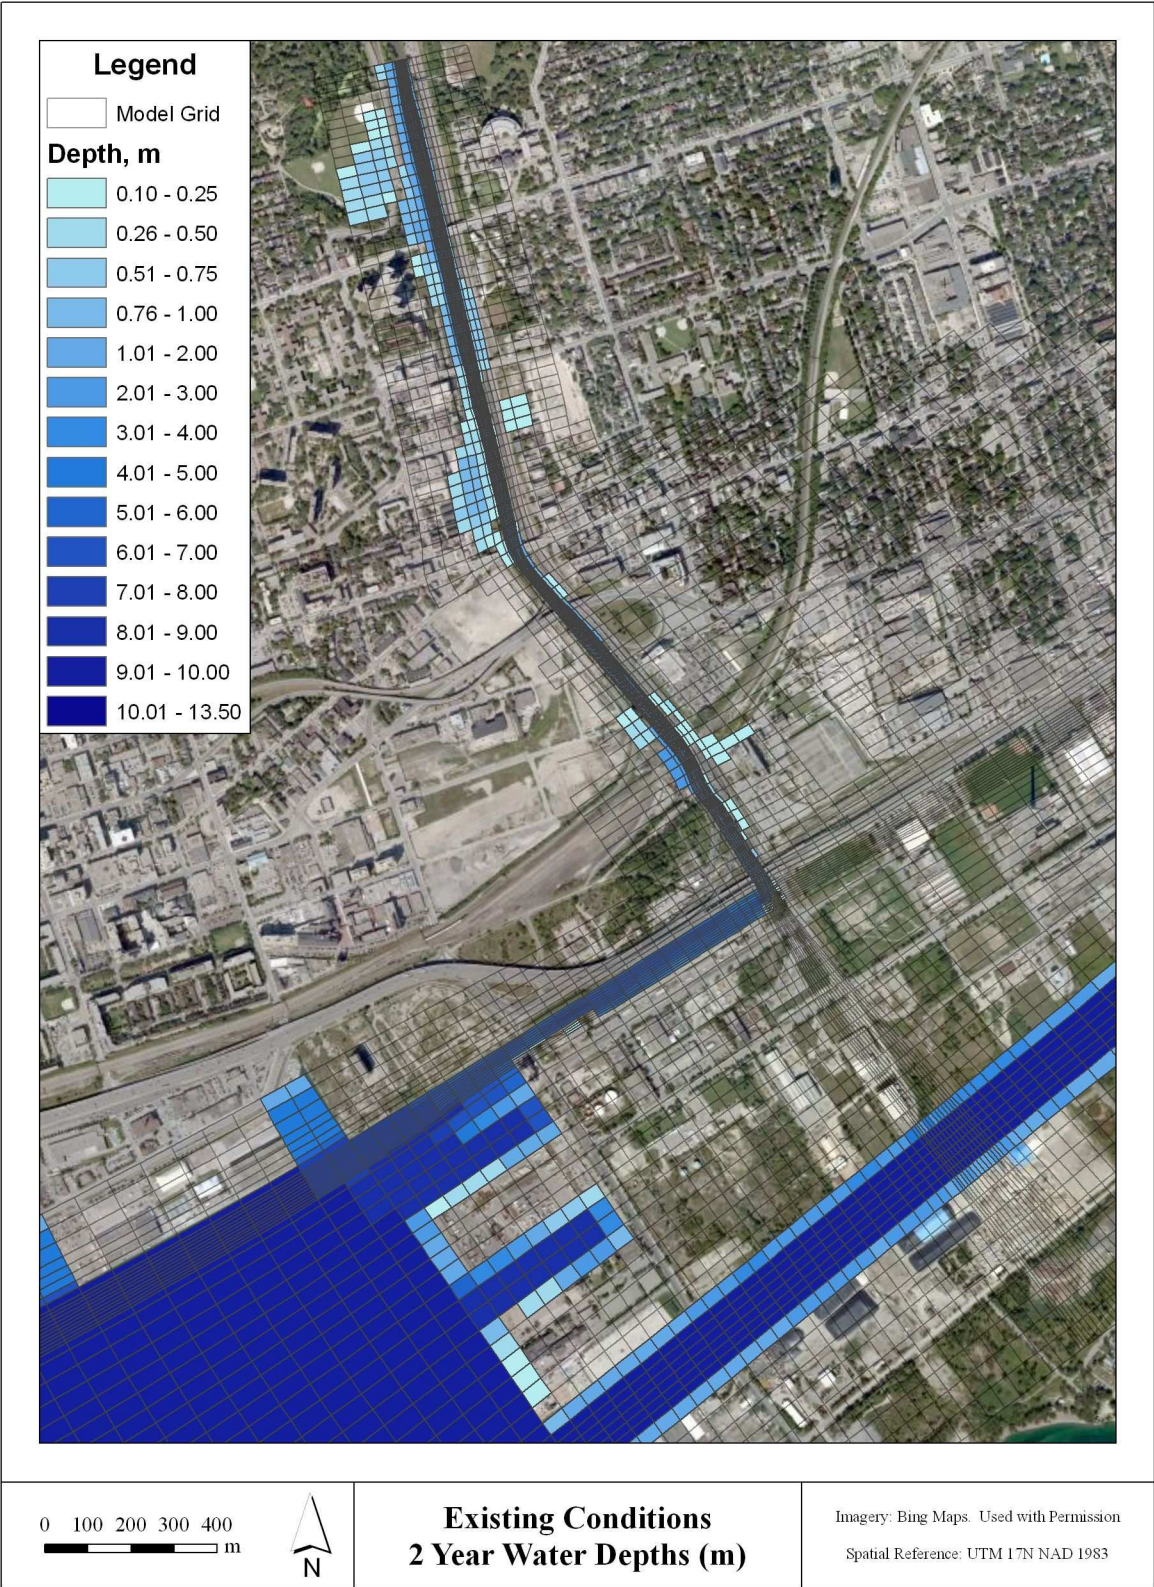 Legend
Model Grid
Depth, m
0.10 - 0.25
0.26 - 0.50
0.51 - 0.75
0.76 - 1.00
1.01 - 2.00
2.01 - 3.00
3.01 - 4.00
4.01 - 5.00
5.01 - 6.00
6.01 - 7.00
7.01 - 8.00
8.01 - 9.00
9.01 - 10.00
10.01 - 13.50
0 100 200 300 400
m
N
Existing Conditions
2 Year Water Depths (m)
Imagery: Bing Maps. Used with Permission
Spatial Reference: UTM 17N NAD 1983